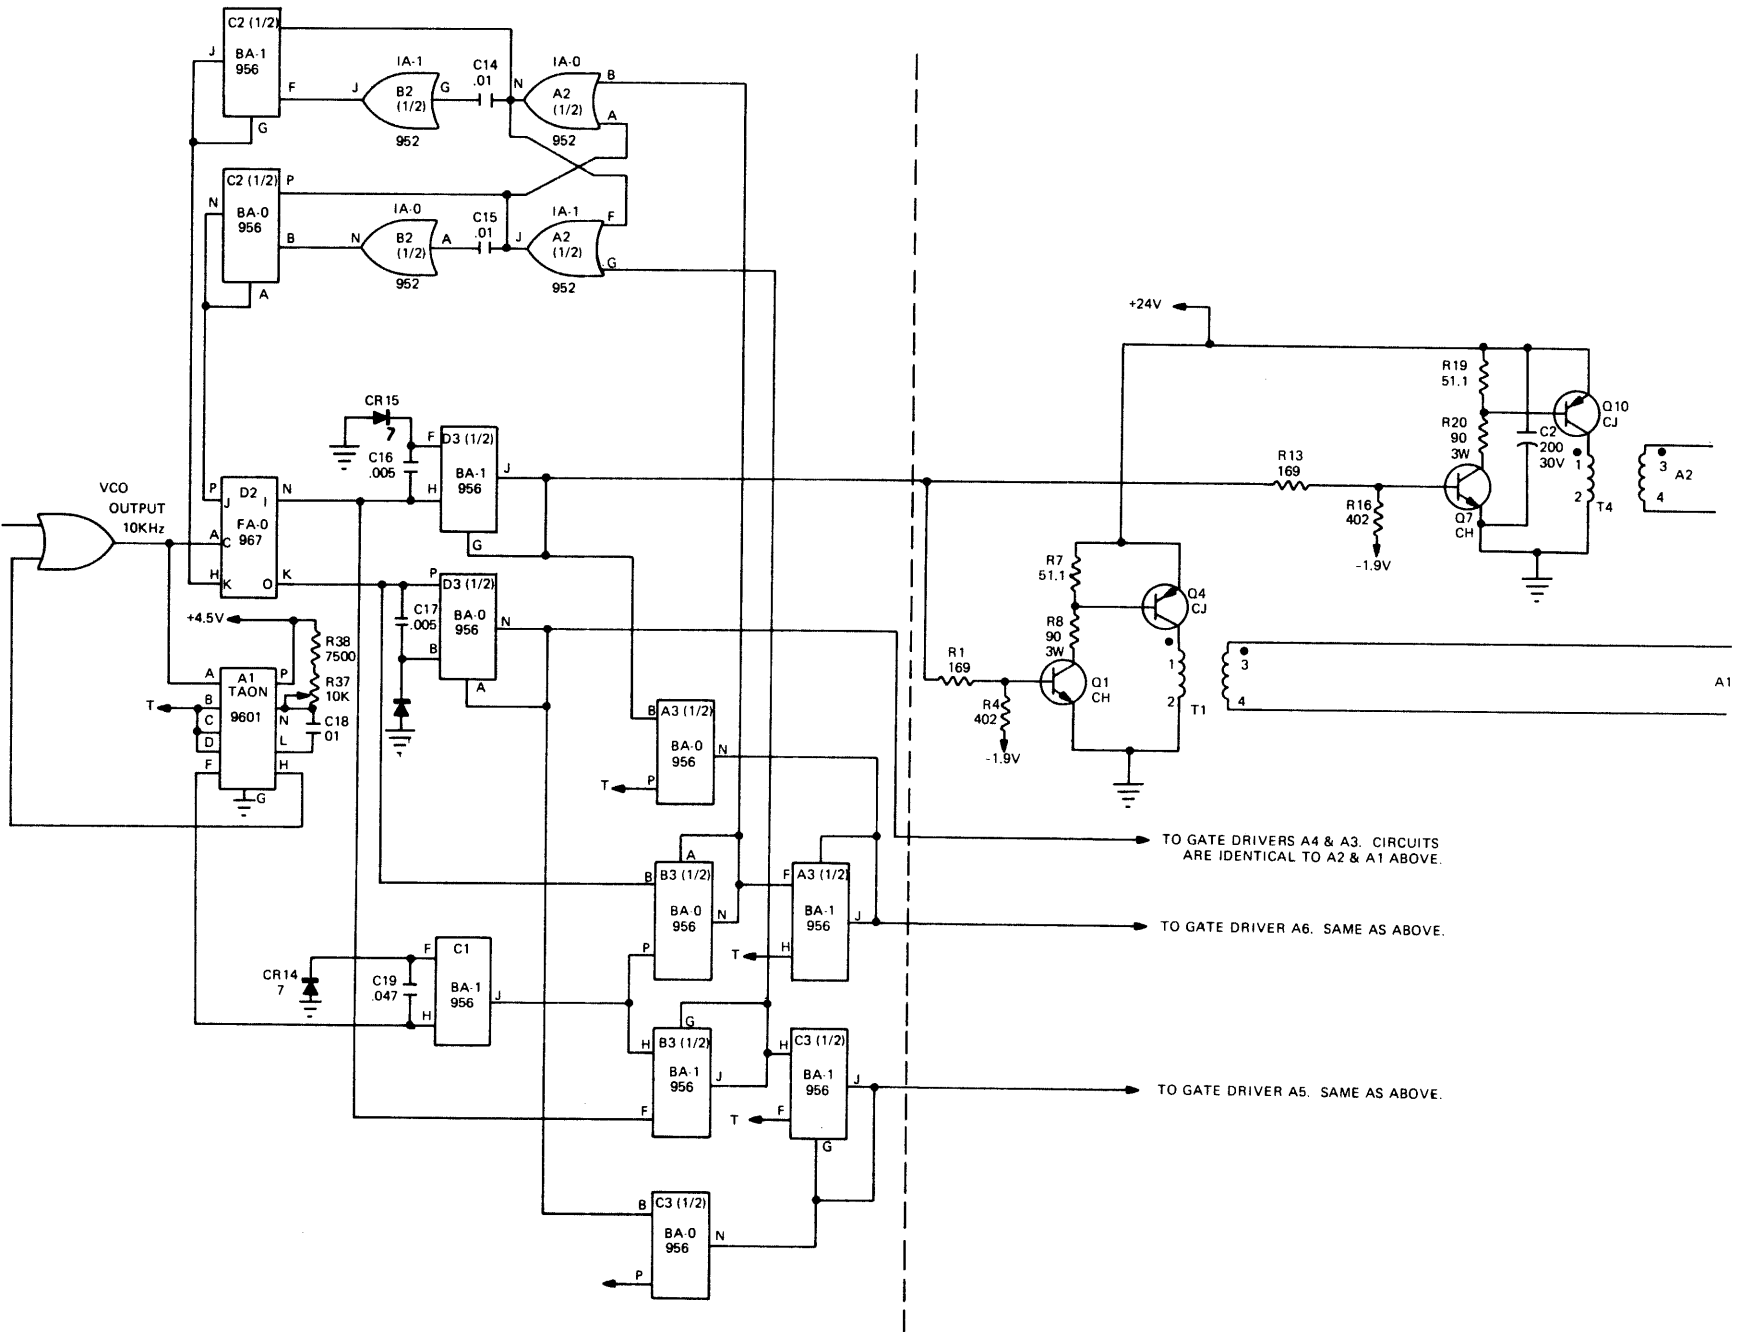 C2 (1/2)
J
BA-1
956
F
G
IA-1
J
B2
(1/2)
G
952
C14
.01
N
IA-0
A2
(1/2)
B
A
952
C2 (1/2)
P
N
BA-0
956
B
A
IA-0
N
B2
(1/2)
A
952
C15
.01
J
IA-1
A2
(1/2)
F
G
952
+24V
CR15
7
C16
.005
F
D3 (1/2)
BA-1
956
J
H
G
VCO
OUTPUT
10KHz
P
J
D2
1
N
A
C
FA-0
967
H
K
O
K
P
D3 (1/2)
BA-0
956
N
C17
.005
B
A
+4.5V
R38
7500
R37
10K
C18
01
A
A1
TAON
P
T
B
9601
N
C
D
L
F
H
G
R19
51.1
R20
90
3W
Q10
CJ
C2
200
30V
1
2
T4
3
A2
4
R13
169
R16
402
-1.9V
Q7
CH
R7
51.1
R8
90
3W
Q4
CJ
1
2
T1
3
4
A1
R1
169
R4
402
-1.9V
Q1
CH
B
A3 (1/2)
BA-0
956
N
T
P
TO GATE DRIVERS A4 & A3. CIRCUITS
ARE IDENTICAL TO A2 & A1 ABOVE.
A
B
B3 (1/2)
BA-0
956
N
P
F
A3 (1/2)
BA-1
956
J
T
H
TO GATE DRIVER A6. SAME AS ABOVE.
CR14
7
C19
.047
F
C1
BA-1
956
J
H
G
H
B3 (1/2)
BA-1
956
J
F
H
C3 (1/2)
BA-1
956
J
T
F
G
TO GATE DRIVER A5. SAME AS ABOVE.
B
C3 (1/2)
BA-0
956
N
P